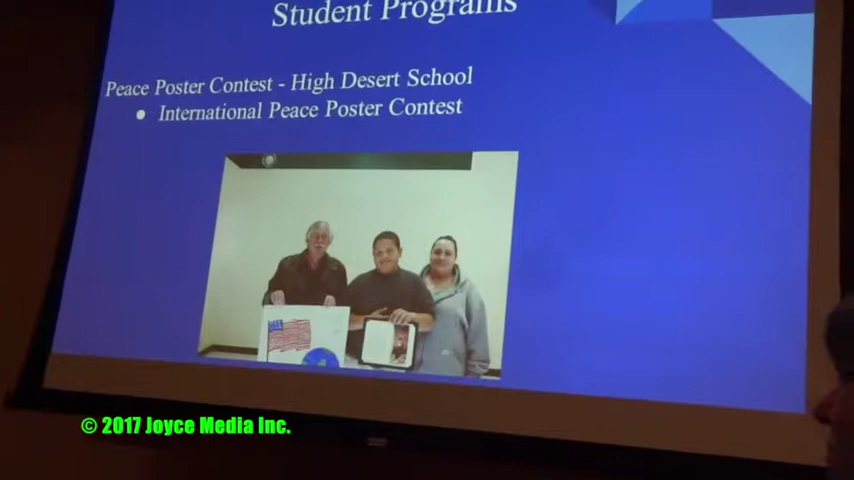 Student Programs
Peace Poster Contest - High Desert School
● International Peace Poster Contest
© 2017 Joyce Media Inc.